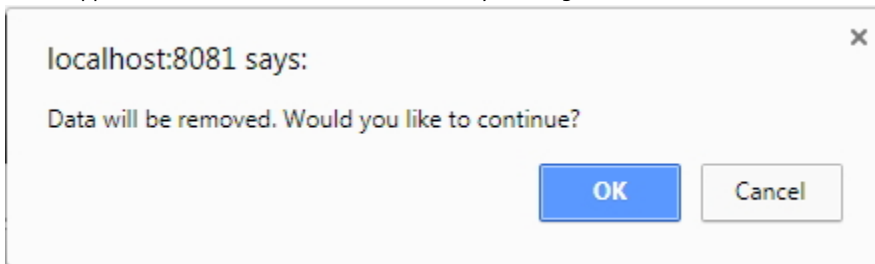 localhost:8081 says:
Data will be removed. Would you like to continue?
OK
Cancel